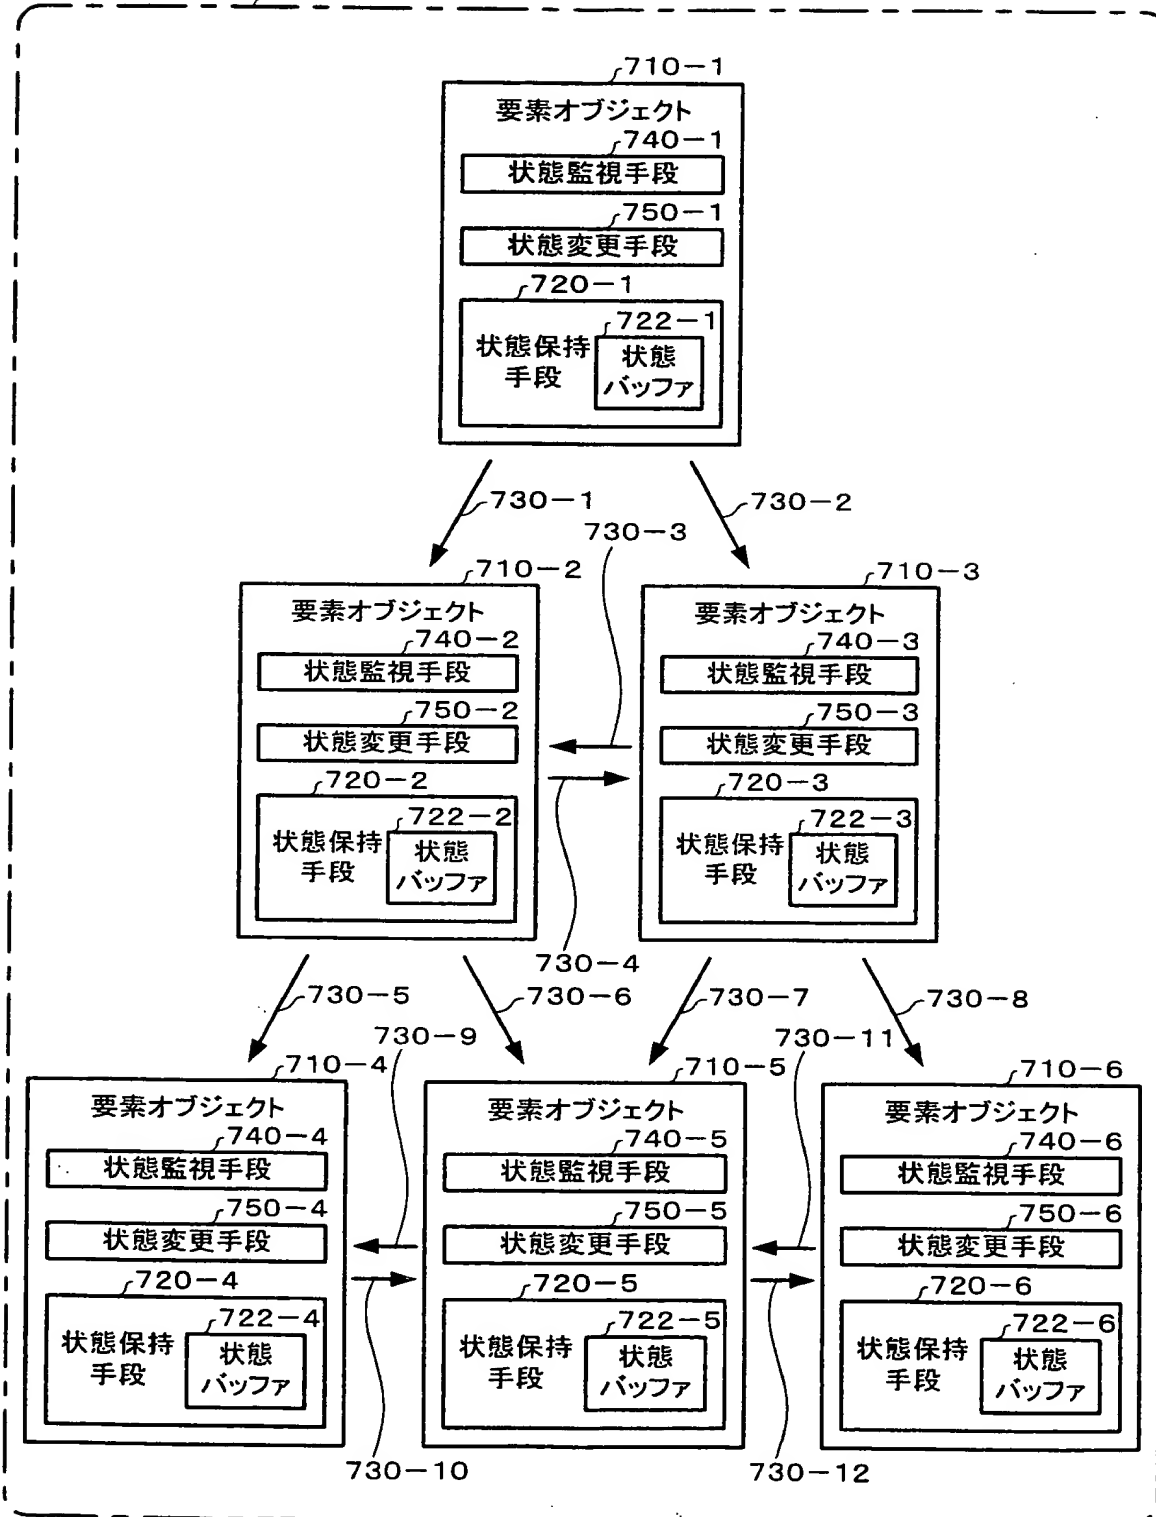 710-1
要素オブジェクト
740-1
状態監視手段
750-1
状態変更手段
720-1
722-1
状態保持
手段
状態
バッファ
730-1
730-2
730-3
710-2
要素オブジェクト
740-2
状態監視手段
750-2
状態変更手段
720-2
722-2
状態保持
手段
状態
バッファ
710-3
要素オブジェクト
740-3
状態監視手段
750-3
状態変更手段
720-3
722-3
状態保持
手段
状態
バッファ
730-4
730-5
730-6
730-7
730-8
730-9
730-11
710-4
要素オブジェクト
740-4
状態監視手段
750-4
状態変更手段
720-4
722-4
状態保持
手段
状態
バッファ
710-5
要素オブジェクト
740-5
状態監視手段
750-5
状態変更手段
720-5
722-5
状態保持
手段
状態
バッファ
710-6
要素オブジェクト
740-6
状態監視手段
750-6
状態変更手段
720-6
722-6
状態保持
手段
状態
バッファ
730-10
730-12